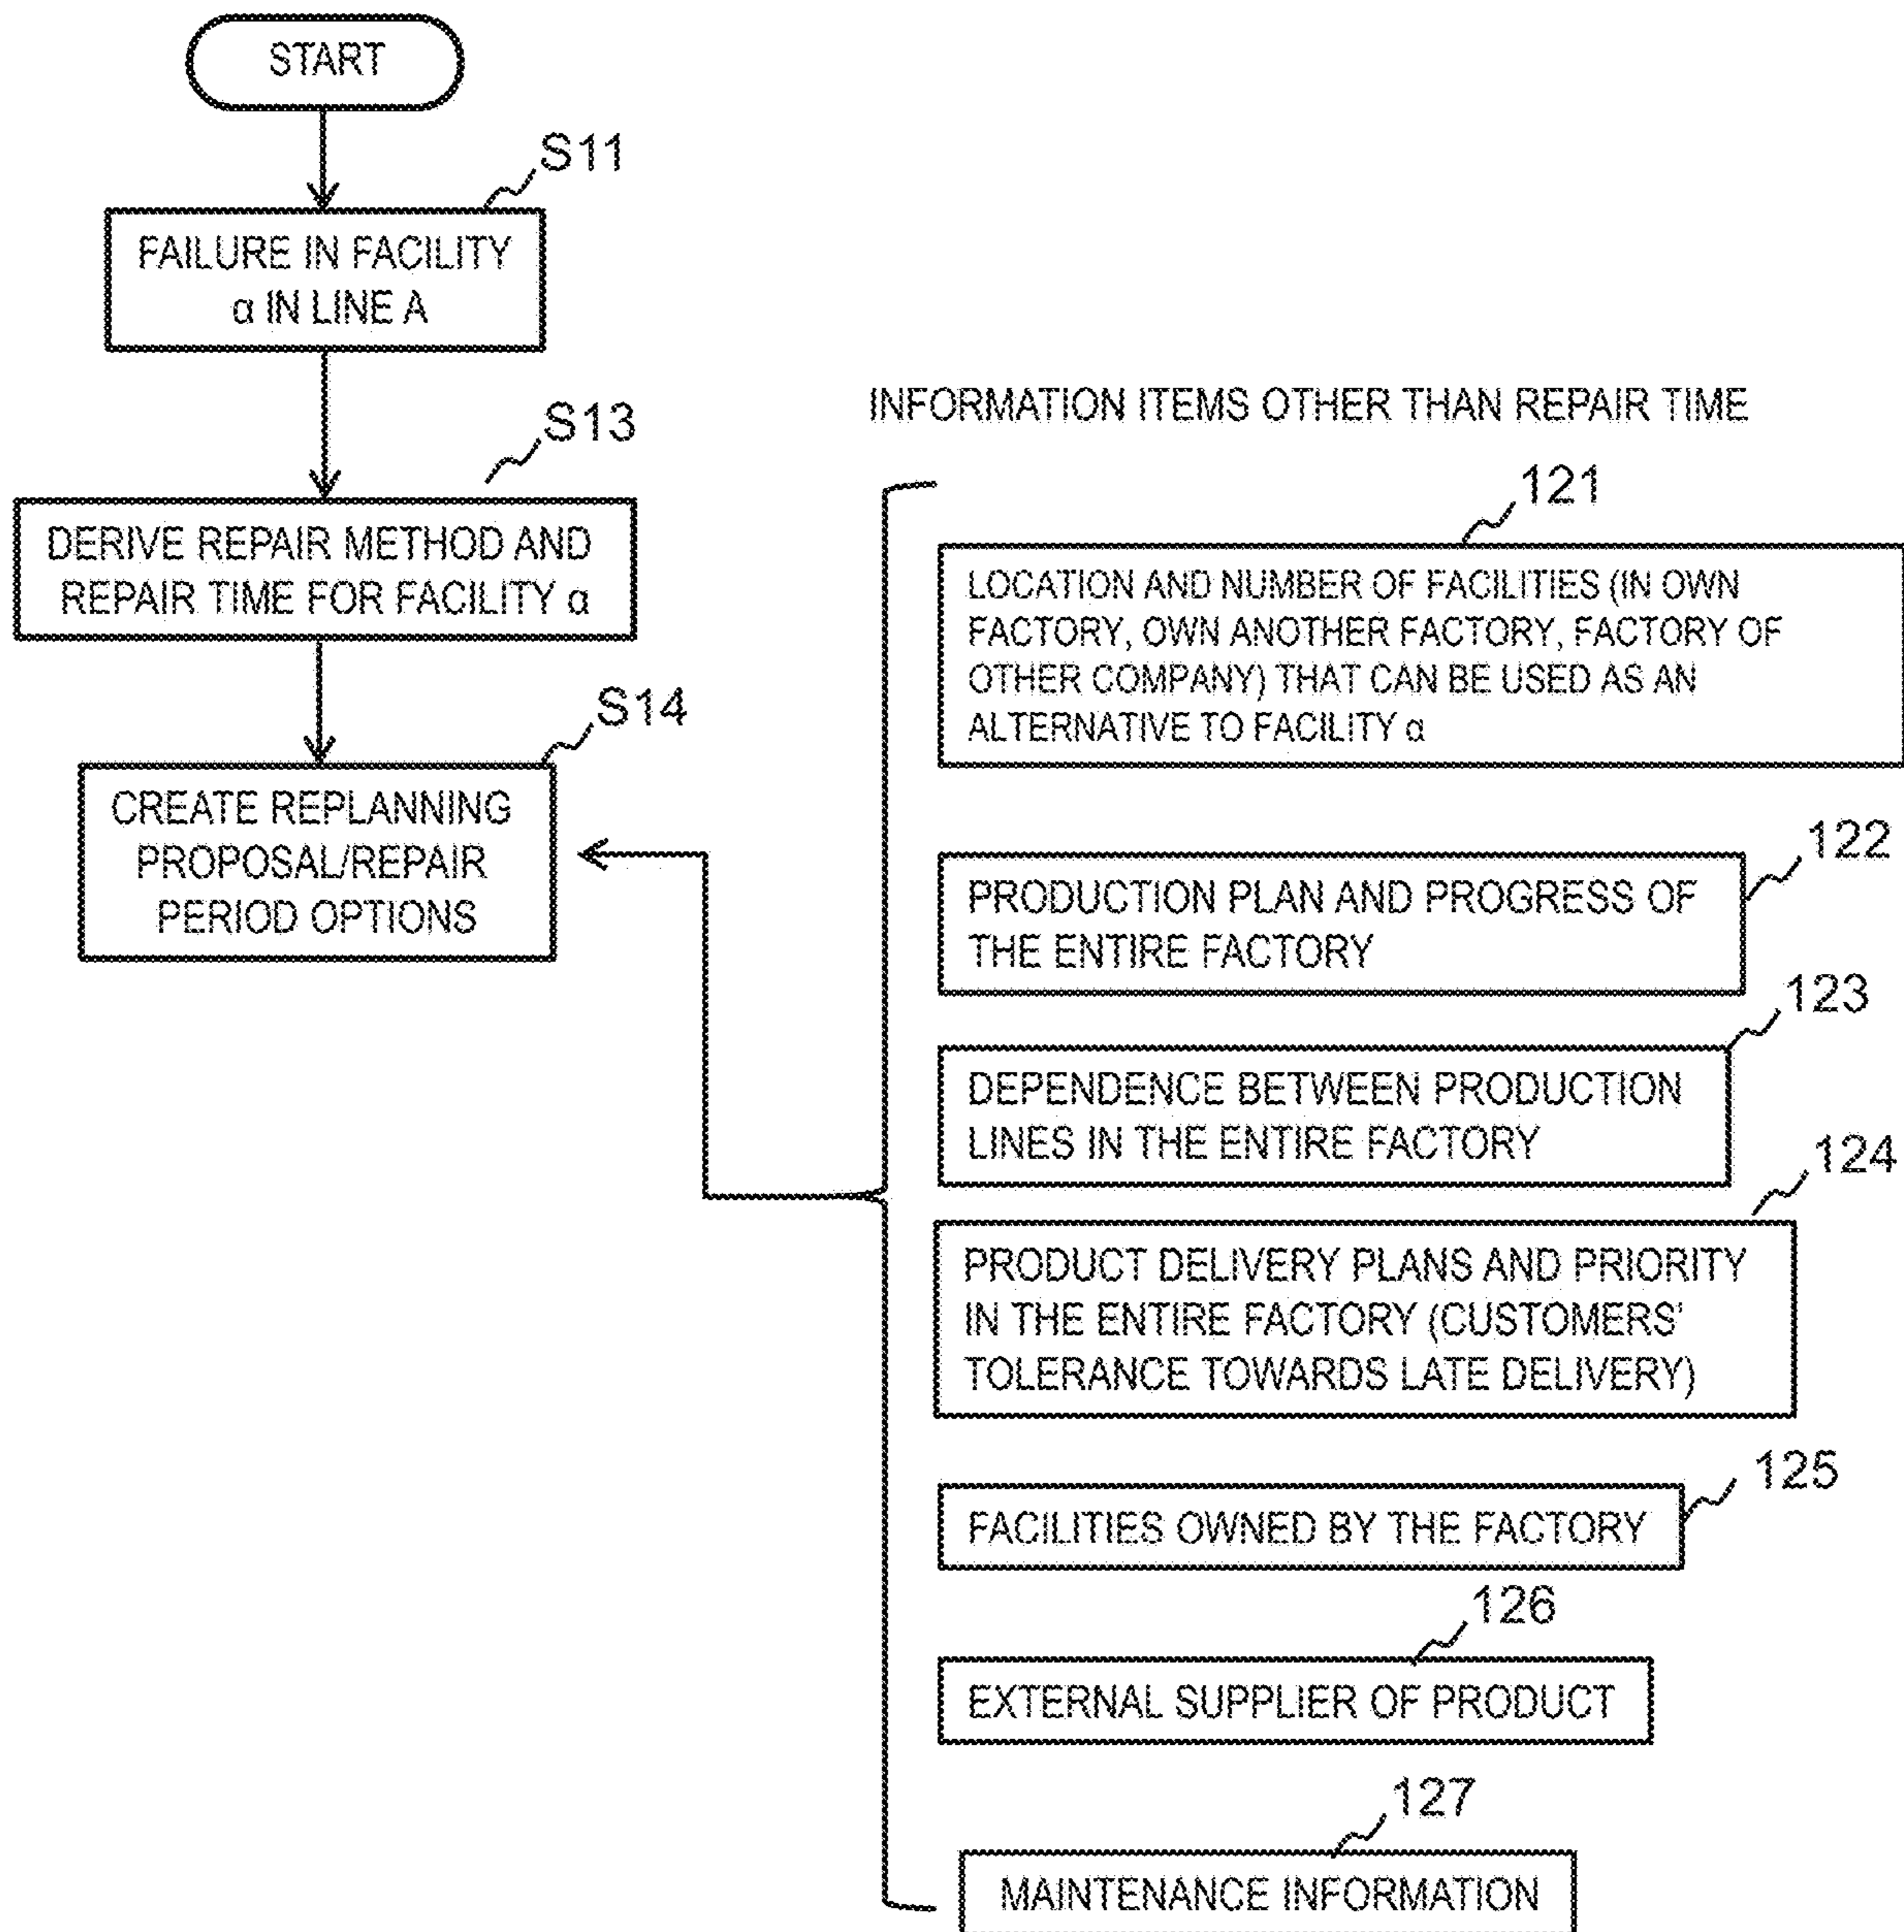 START
S11
FAILURE IN FACILITY
α IN LINE A
S13
DERIVE REPAIR METHOD AND
REPAIR TIME FOR FACILITY α
S14
CREATE REPLANNING
PROPOSAL/REPAIR
PERIOD OPTIONS
INFORMATION ITEMS OTHER THAN REPAIR TIME
121
LOCATION AND NUMBER OF FACILITIES (IN OWN
FACTORY, OWN ANOTHER FACTORY, FACTORY OF
OTHER COMPANY) THAT CAN BE USED AS AN
ALTERNATIVE TO FACILITY α
122
PRODUCTION PLAN AND PROGRESS OF
THE ENTIRE FACTORY
123
DEPENDENCE BETWEEN PRODUCTION
LINES IN THE ENTIRE FACTORY
124
PRODUCT DELIVERY PLANS AND PRIORITY
IN THE ENTIRE FACTORY (CUSTOMERS’
TOLERANCE TOWARDS LATE DELIVERY)
125
FACILITIES OWNED BY THE FACTORY
126
EXTERNAL SUPPLIER OF PRODUCT
127
MAINTENANCE INFORMATION